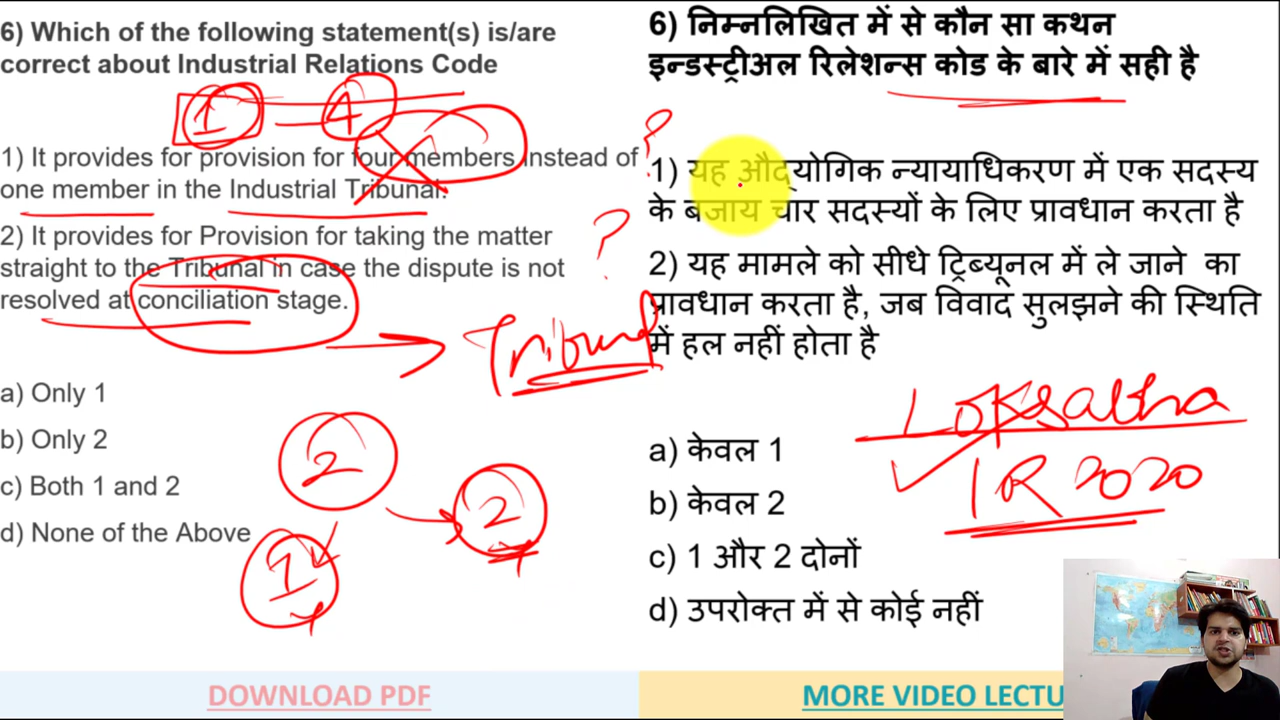 6) Which of the following statement(s) is/are
correct about Industrial Relations Code
1 4
1) It provides for provision for four members instead of
one member in the Industrial Tribunal.
?
2) It provides for Provision for taking the matter
straight to the Tribunal in case the dispute is not
resolved at conciliation stage.
?
Tribunal
a) Only 1
b) Only 2
c) Both 1 and 2
d) None of the Above
2
2
1
6) निम्नलिखित में से कौन सा कथन
इन्डस्ट्रीअल रिलेशन्स कोड के बारे में सही है
1) यह औद्योगिक न्यायाधिकरण में एक सदस्य
के बजाय चार सदस्यों के लिए प्रावधान करता है
2) यह मामले को सीधे ट्रिब्यूनल में ले जाने का
प्रावधान करता है, जब विवाद सुलझने की स्थिति
में हल नहीं होता है
Loksabha
IR 2020
a) केवल 1
b) केवल 2
c) 1 और 2 दोनों
d) उपरोक्त में से कोई नहीं
DOWNLOAD PDF
MORE VIDEO LECTU